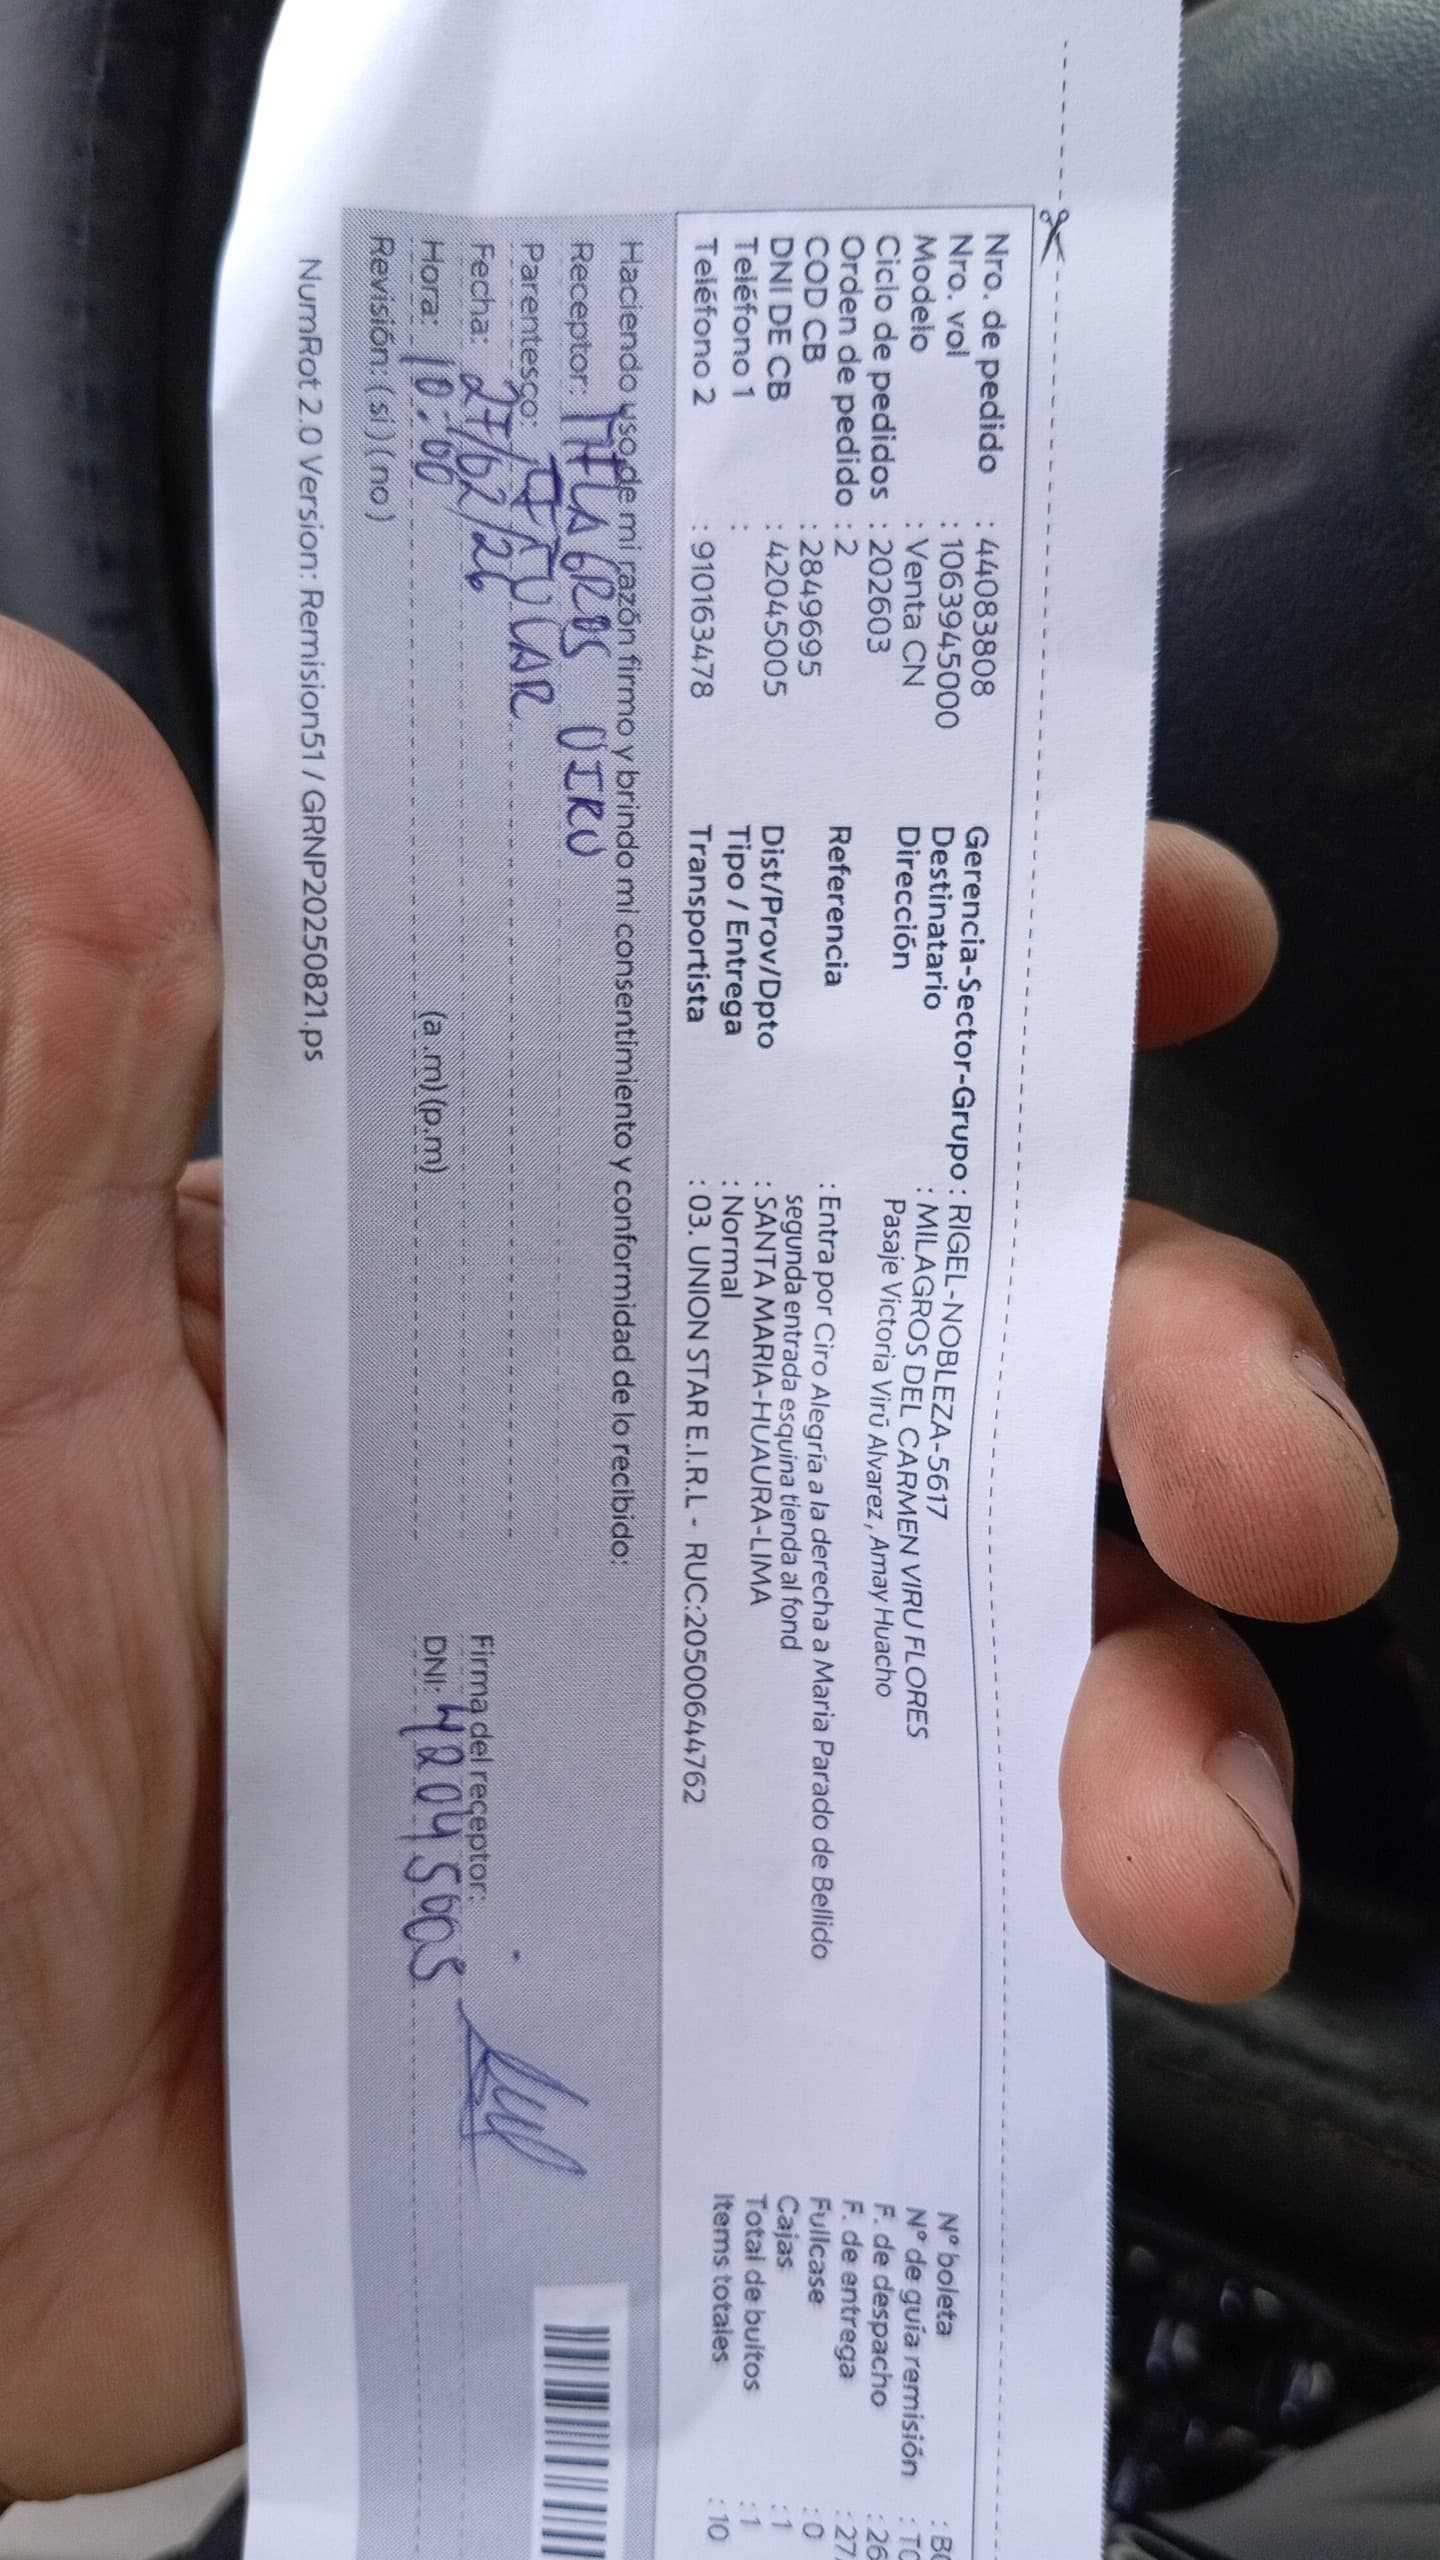 Nro. de pedido : 44083808
Nro. vol : 1063945000
Modelo : Venta CN
Ciclo de pedidos : 202603
Orden de pedido : 2
COD CB : 2849695
DNI DE CB : 42045005
Teléfono 1 :
Teléfono 2 : 910163478
Gerencia-Sector-Grupo : RIGEL-NOBLEZA-5617
Destinatario : MILAGROS DEL CARMEN VIRU FLORES
Dirección Pasaje Victoria Virú Alvarez , Amay Huacho
Referencia : Entra por Ciro Alegría a la derecha a Maria Parado de Bellido
segunda entrada esquina tienda al fond
Dist/Prov/Dpto : SANTA MARIA-HUAURA-LIMA
Tipo / Entrega : Normal
Transportista : 03. UNION STAR E.I.R.L - RUC:20500644762
N° boleta : B
N° de guía remisión : T
F. de despacho : 26
F. de entrega : 27
Fullcase : 0
Cajas : 1
Total de bultos : 1
Items totales : 10
Haciendo uso de mi razón firmo y brindo mi consentimiento y conformidad de lo recibido:
Receptor: MILAGROS VIRU
Parentesco: TITULAR
Fecha: 27/02/26
Hora: 10:00 (a .m) (p.m)
Revisión: ( si ) ( no )
Firma del receptor:
DNI: 42045005
NumRot 2.0 Version: Remision51 / GRNP20250821.ps